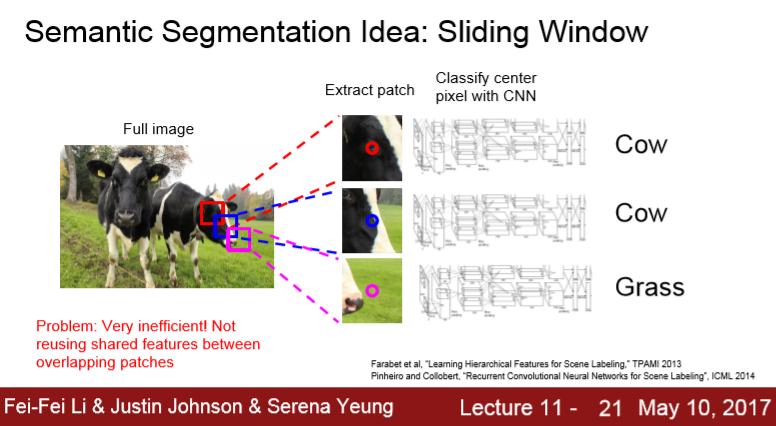 Semantic Segmentation Idea: Sliding Window
Full image
Extract patch
Classify center
pixel with CNN
Cow
Cow
Grass
Problem: Very inefficient! Not
reusing shared features between
overlapping patches
Farabet et al, “Learning Hierarchical Features for Scene Labeling,” TPAMI 2013
Pinheiro and Collobert, “Recurrent Convolutional Neural Networks for Scene Labeling”, ICML 2014
Fei-Fei Li & Justin Johnson & Serena Yeung
Lecture 11 - 21 May 10, 2017